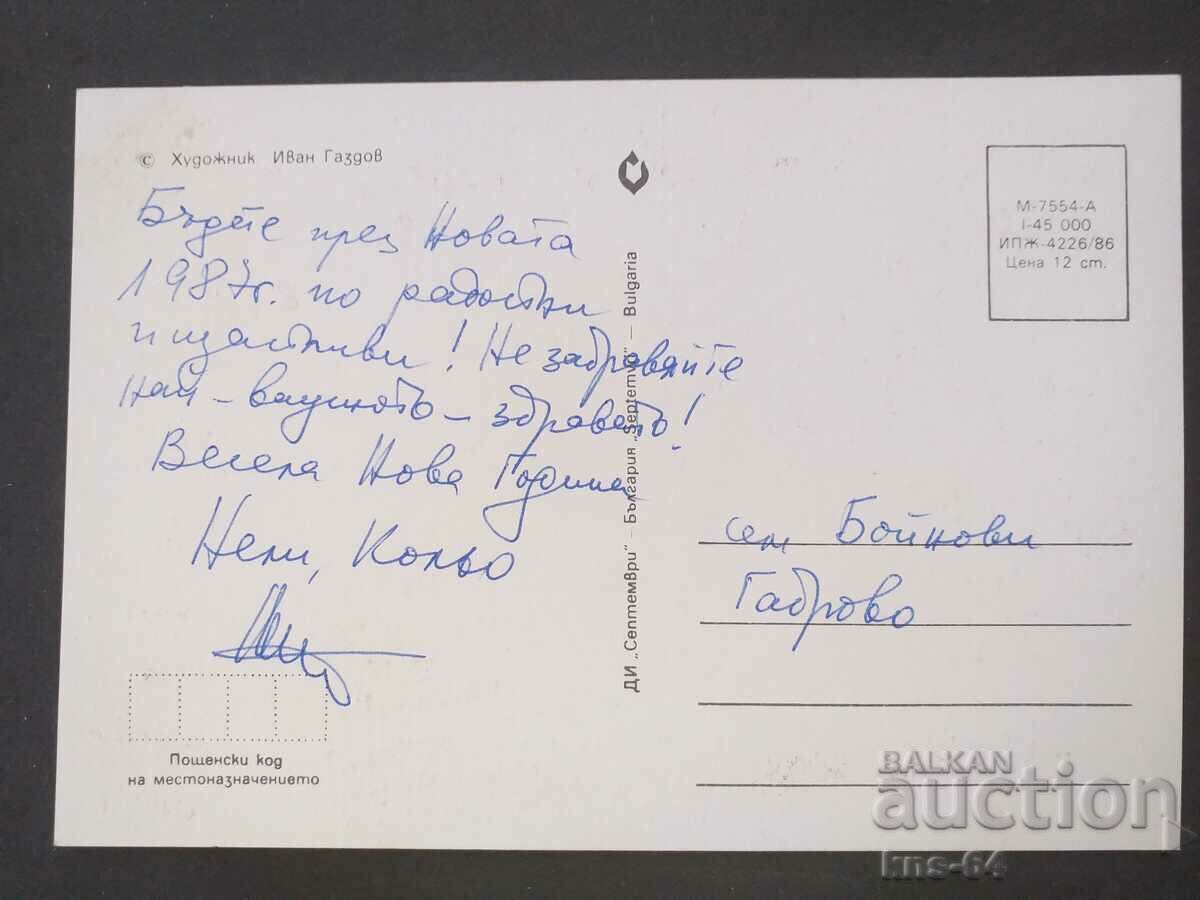 © Художник Иван Газдов
Бъдете през Новата
1987г. по радостни
и щастливи! Не забравяйте
най-важното - здравето!
Весела Нова Година
Нели, Кольо
Пощенски код
на местоназначението
ДИ „Септември" – България „Septemvri" – Bulgaria
М-7554-А
I-45 000
ИПЖ-4226/86
Цена 12 ст.
сем Бойнови
Габрово
BALKAN
auction
kns-64